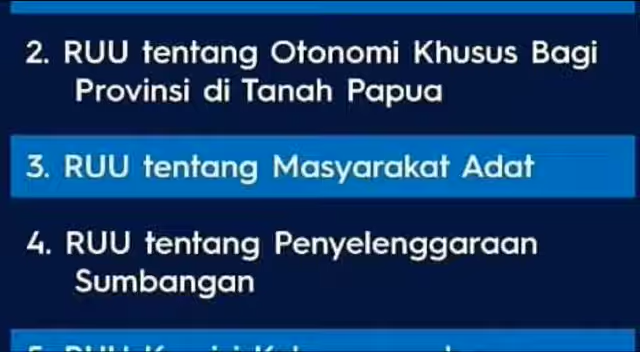 2. RUU tentang Otonomi Khusus Bagi
Provinsi di Tanah Papua
3. RUU tentang Masyarakat Adat
4. RUU tentang Penyelenggaraan
Sumbangan